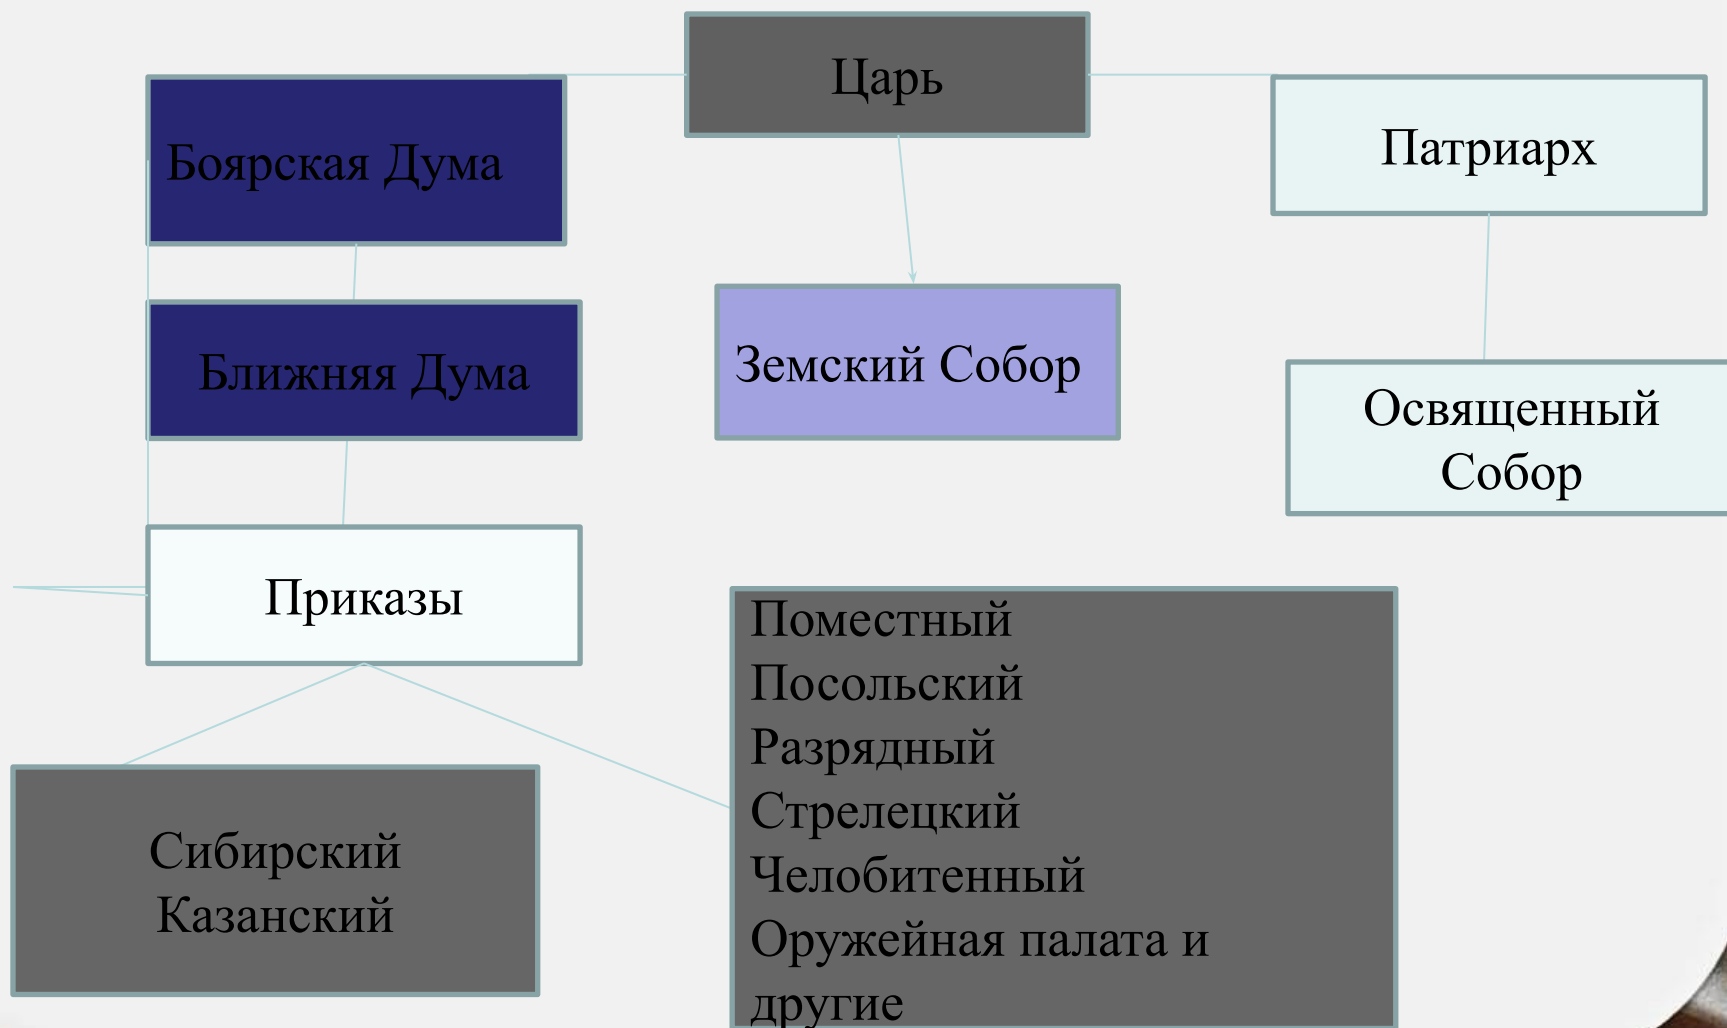 Царь
Боярская Дума
Патриарх
Ближняя Дума
Земский Собор
Освященный
Собор
Приказы
Поместный
Посольский
Разрядный
Стрелецкий
Челобитенный
Оружейная палата и
другие
Сибирский
Казанский